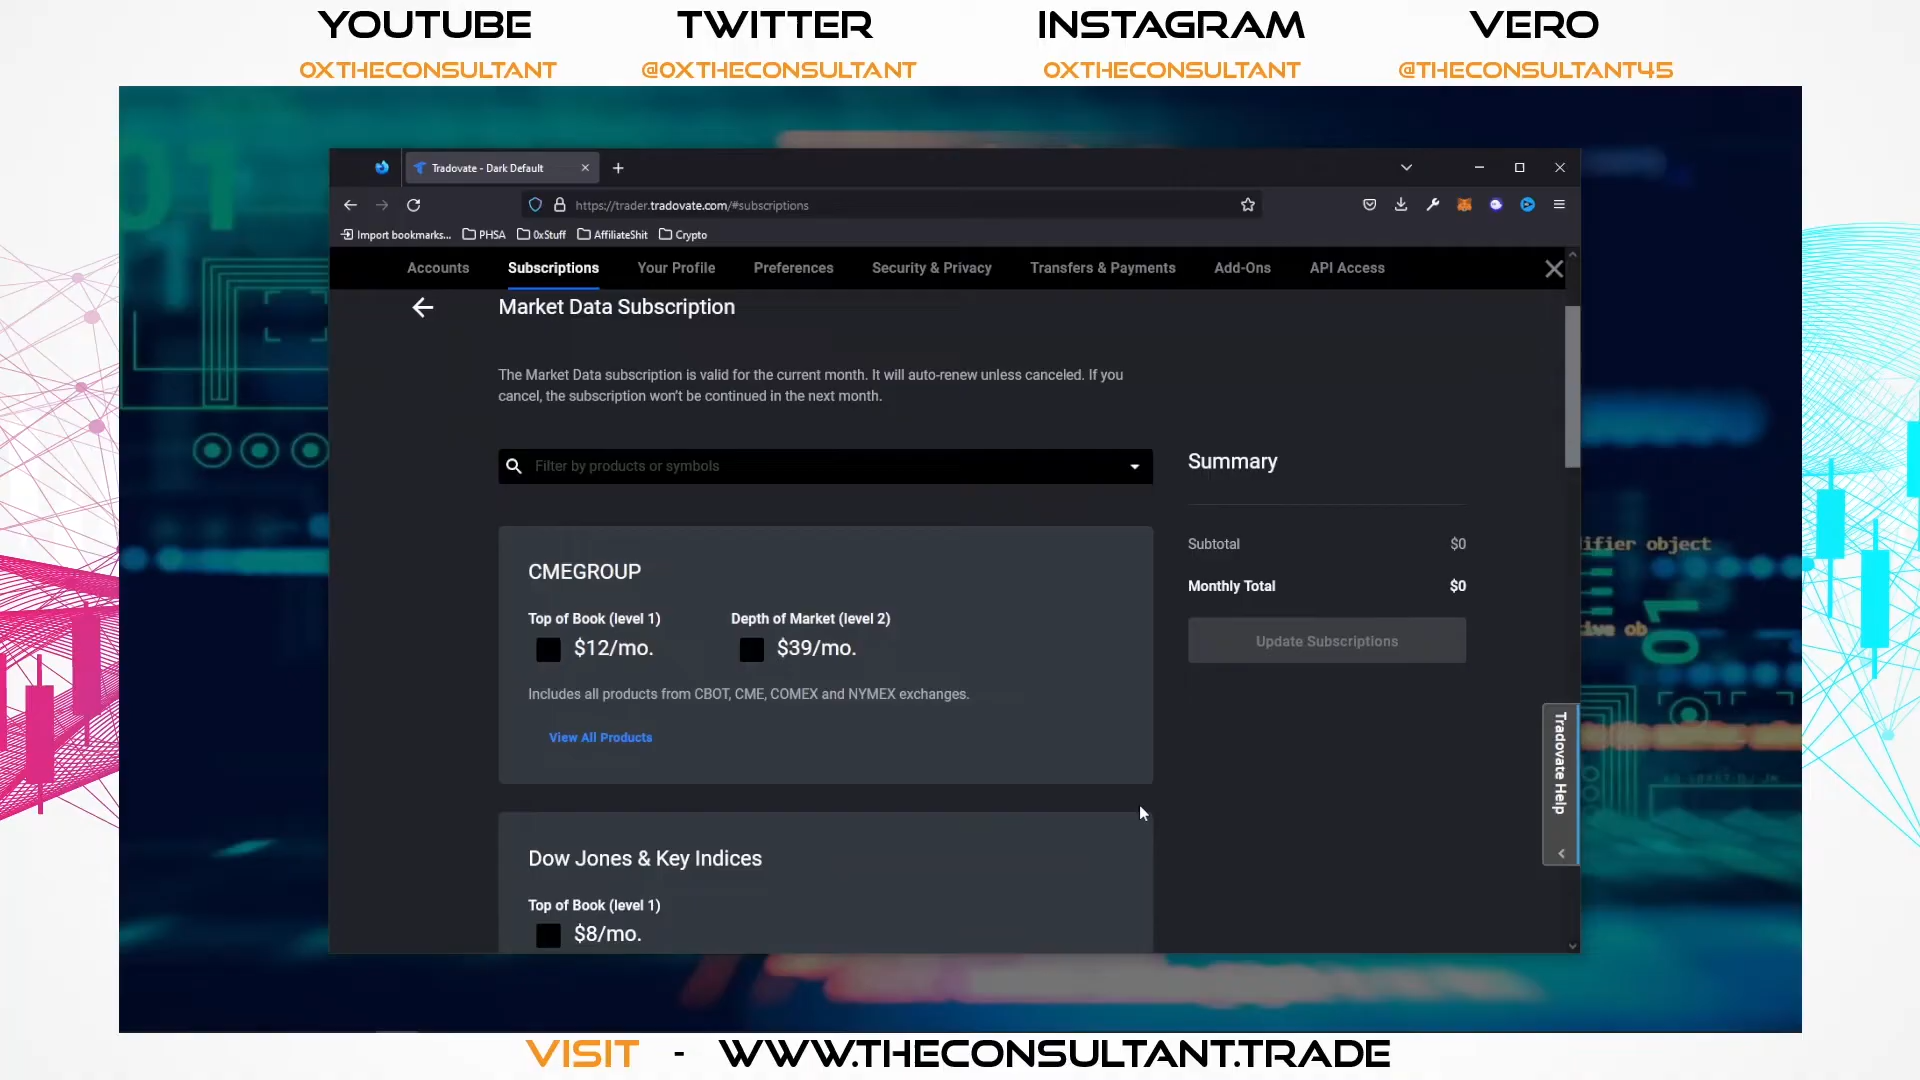 YOUTUBE TWITTER INSTAGRAM VERO
0XTHECONSULTANT @0XTHECONSULTANT 0XTHECONSULTANT @THECONSULTANT45
Tradovate - Dark Default
https://trader.tradovate.com/#subscriptions
Import bookmarks... PHSA 0xStuff AffiliateShit Crypto
Accounts Subscriptions Your Profile Preferences Security & Privacy Transfers & Payments Add-Ons API Access
Market Data Subscription
The Market Data subscription is valid for the current month. It will auto-renew unless canceled. If you
cancel, the subscription won't be continued in the next month.
Filter by products or symbols
Summary
Subtotal $0
Monthly Total $0
Update Subscriptions
CMEGROUP
Top of Book (level 1) Depth of Market (level 2)
$12/mo. $39/mo.
Includes all products from CBOT, CME, COMEX and NYMEX exchanges.
View All Products
Dow Jones & Key Indices
Top of Book (level 1)
$8/mo.
Tradovate Help
ifier object
01
01
VISIT - WWW.THECONSULTANT.TRADE